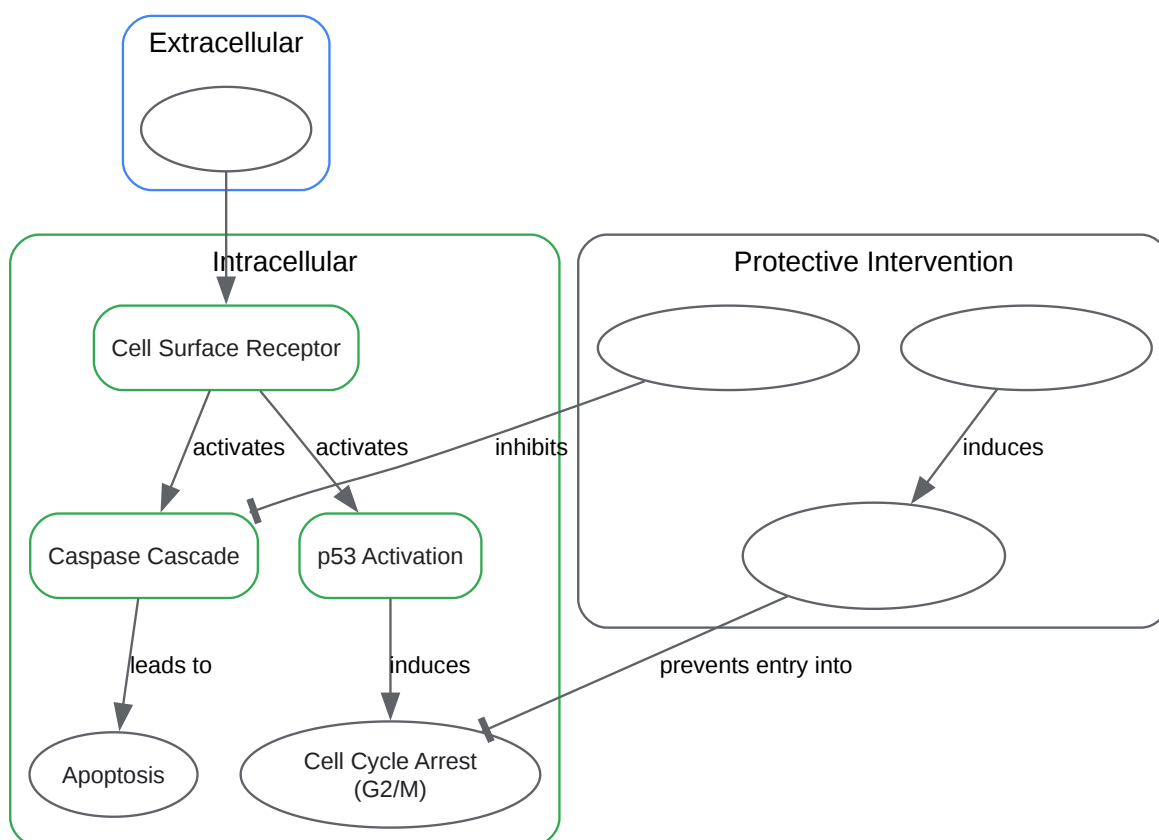 Extracellular
Intracellular
Protective Intervention
Cell Surface Receptor
activates
activates
inhibits
induces
Caspase Cascade
p53 Activation
leads to
induces
prevents entry into
Apoptosis
Cell Cycle Arrest
(G2/M)